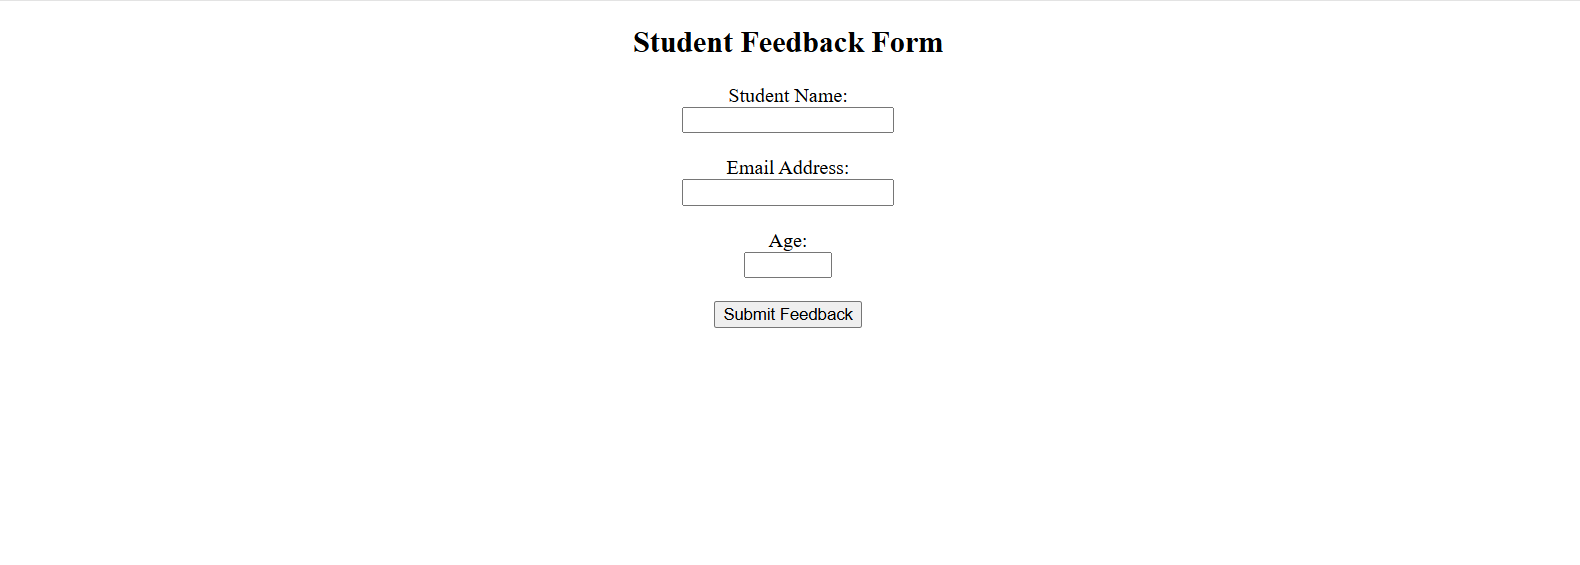 Student Feedback Form
Student Name:
Email Address:
Age:
Submit Feedback